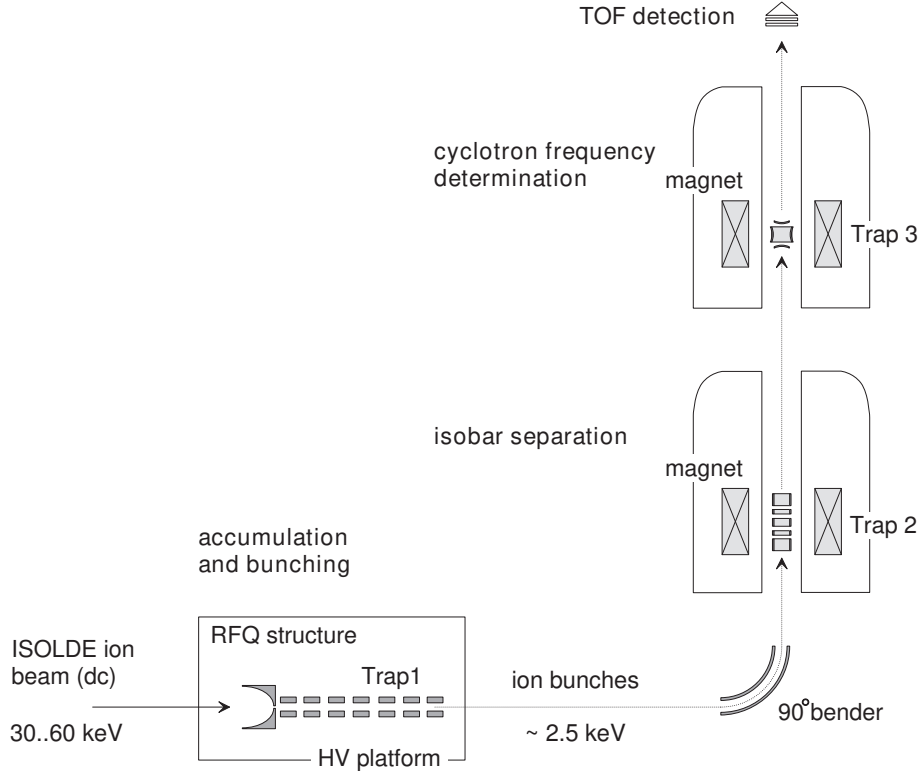 TOF detection
cyclotron frequency
determination
magnet
Trap 3
isobar separation
magnet
Trap 2
accumulation
and bunching
RFQ structure
ISOLDE ion
beam (dc)
Trap1
ion bunches
30..60 keV
~ 2.5 keV
90°bender
HV platform